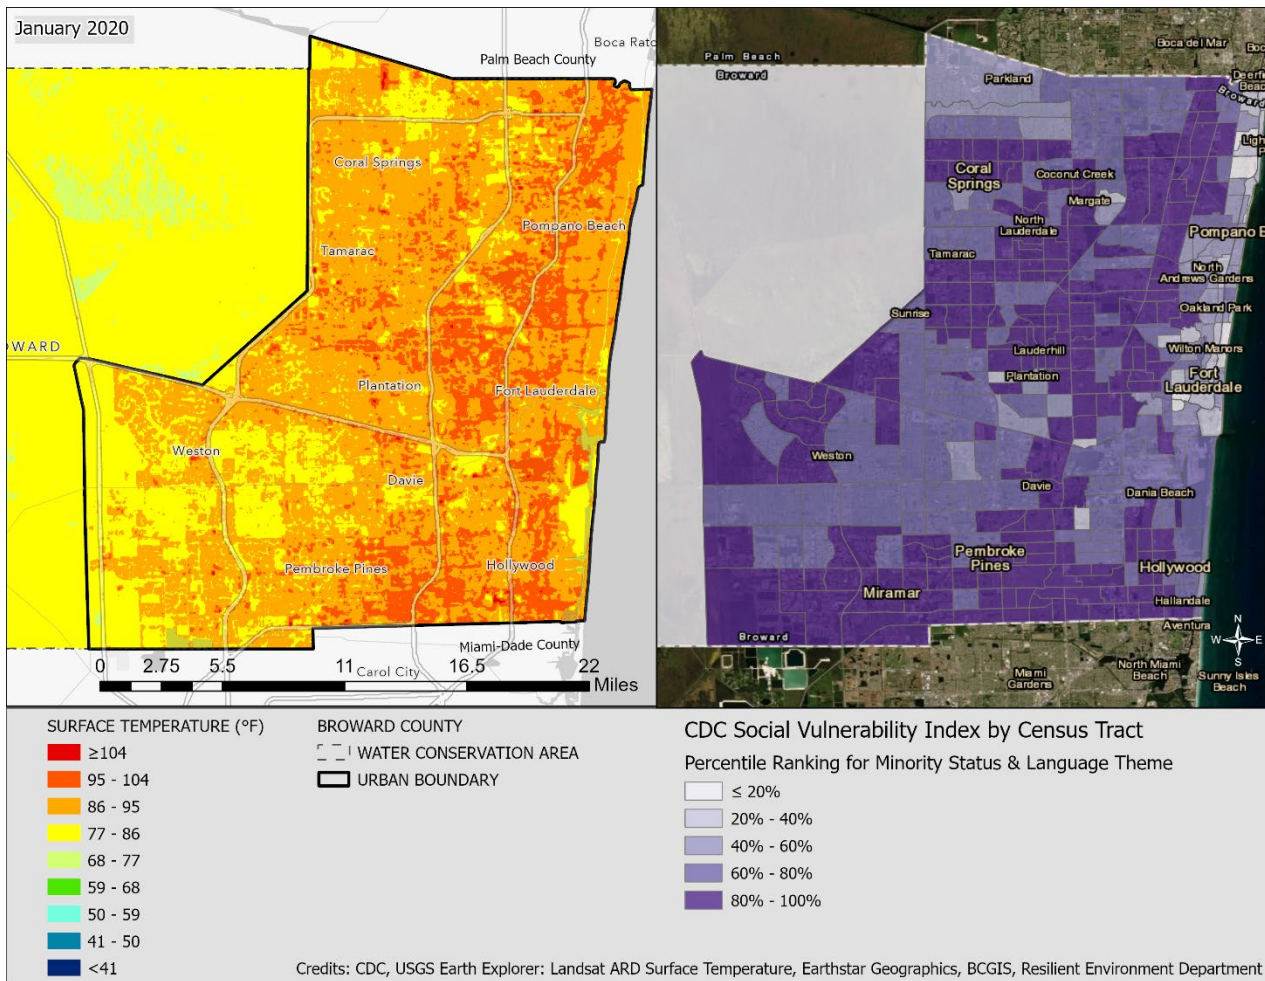 January 2020
Boca Rato
Palm Beach County
Coral Springs
Pompano Beach
Tamarac
OWARD
Plantation
Fort Lauderdale
Weston
Davie
Pembroke Pines
Hollywood
Miami-Dade County
Carol City
0 2.75 5.5 11 16.5 22
Miles
Palm Beach
Broward
Boca del Mar
Boc
Parkland
Deerfie
Beach
Broward
Ligh
P
Coral
Springs
Coconut Creek
Margate
North
Lauderdale
Pompano B
Tamarac
North
Andrews Gardens
Sunrise
Oakland Park
Lauderhill
Wilton Manors
Plantation
Fort
Lauderdale
Weston
Davie
Dania Beach
Pembroke
Pines
Hollywood
Miramar
Hallandale
Aventura
Broward
N
W E
S
Miami
Gardens
North Miami
Beach
Sunny Isles
Beach
SURFACE TEMPERATURE (°F)
≥104
95 - 104
86 - 95
77 - 86
68 - 77
59 - 68
50 - 59
41 - 50
<41
BROWARD COUNTY
WATER CONSERVATION AREA
URBAN BOUNDARY
CDC Social Vulnerability Index by Census Tract
Percentile Ranking for Minority Status & Language Theme
≤ 20%
20% - 40%
40% - 60%
60% - 80%
80% - 100%
Credits: CDC, USGS Earth Explorer: Landsat ARD Surface Temperature, Earthstar Geographics, BCGIS, Resilient Environment Department